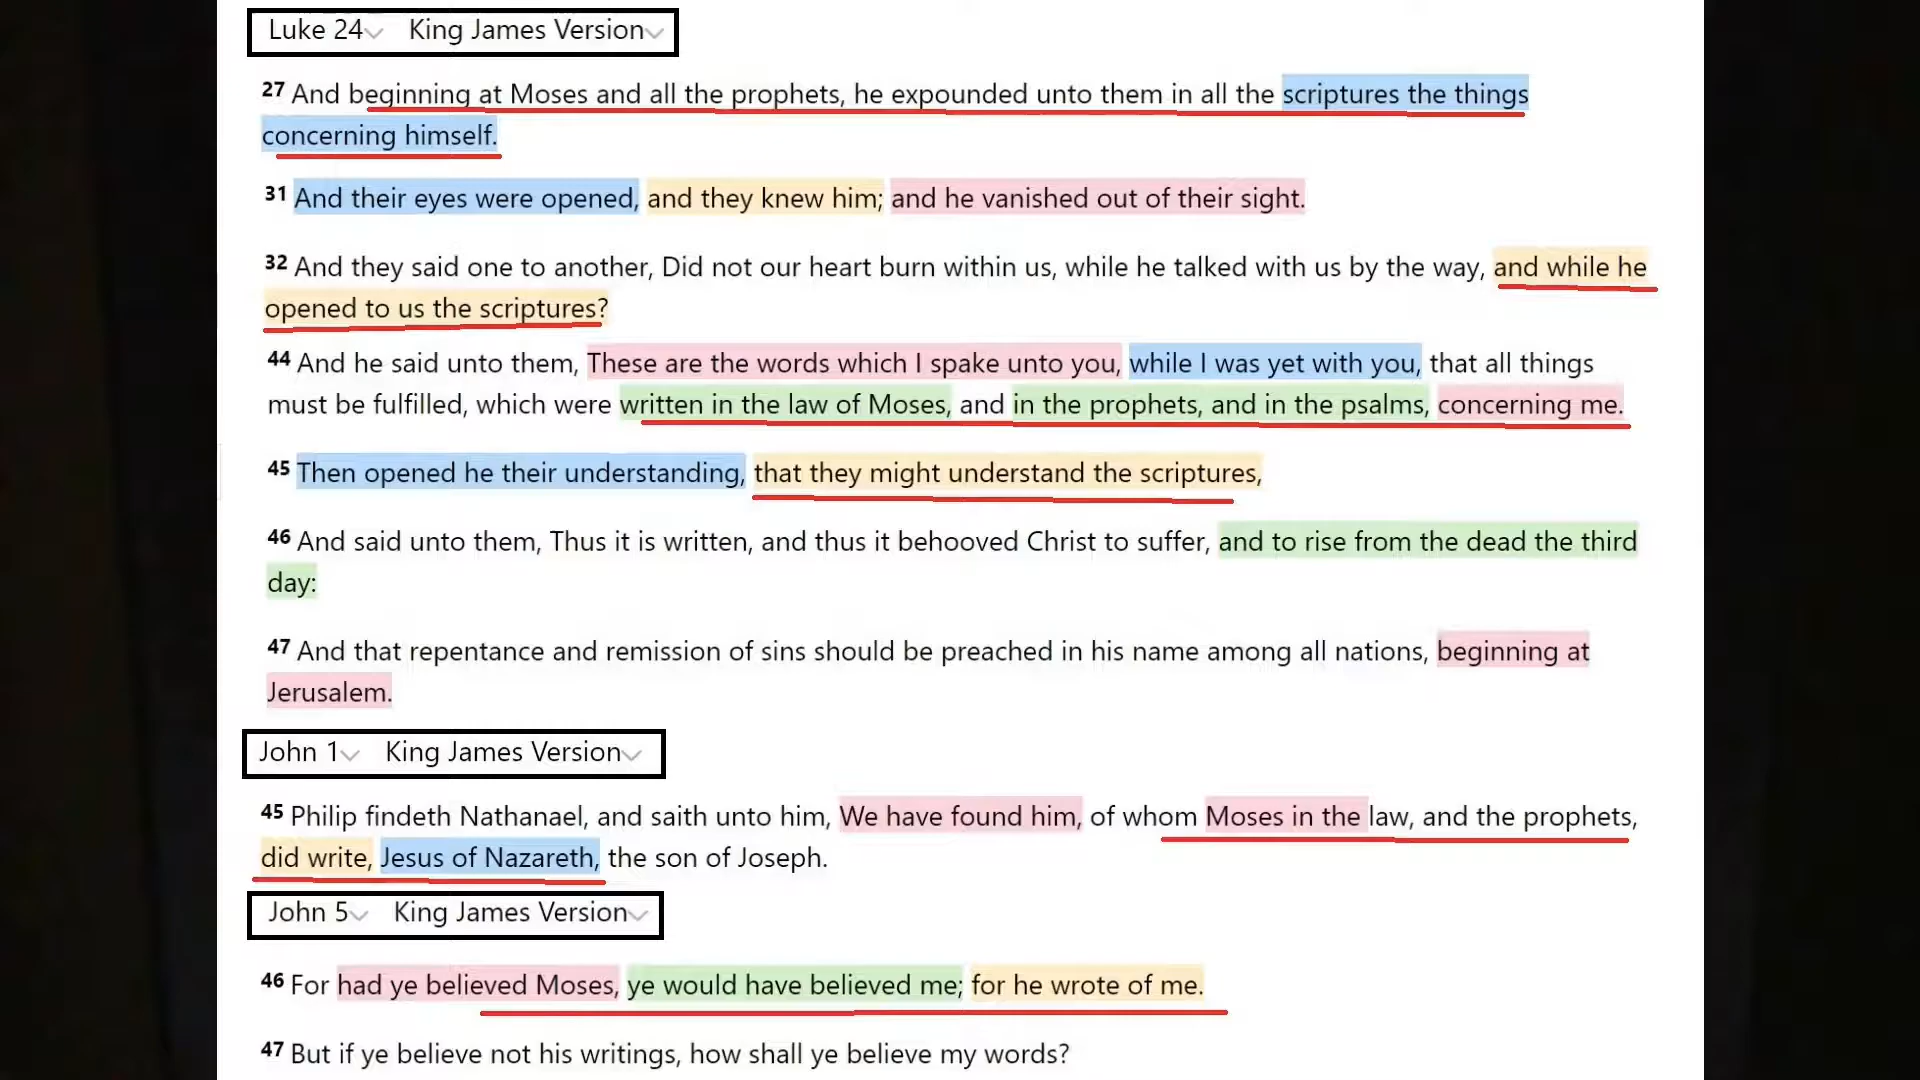 Luke 24 King James Version
27 And beginning at Moses and all the prophets, he expounded unto them in all the scriptures the things
concerning himself.
31 And their eyes were opened, and they knew him; and he vanished out of their sight.
32 And they said one to another, Did not our heart burn within us, while he talked with us by the way, and while he
opened to us the scriptures?
44 And he said unto them, These are the words which I spake unto you, while I was yet with you, that all things
must be fulfilled, which were written in the law of Moses, and in the prophets, and in the psalms, concerning me.
45 Then opened he their understanding, that they might understand the scriptures,
46 And said unto them, Thus it is written, and thus it behooved Christ to suffer, and to rise from the dead the third
day:
47 And that repentance and remission of sins should be preached in his name among all nations, beginning at
Jerusalem.
John 1 King James Version
45 Philip findeth Nathanael, and saith unto him, We have found him, of whom Moses in the law, and the prophets,
did write, Jesus of Nazareth, the son of Joseph.
John 5 King James Version
46 For had ye believed Moses, ye would have believed me; for he wrote of me.
47 But if ye believe not his writings, how shall ye believe my words?